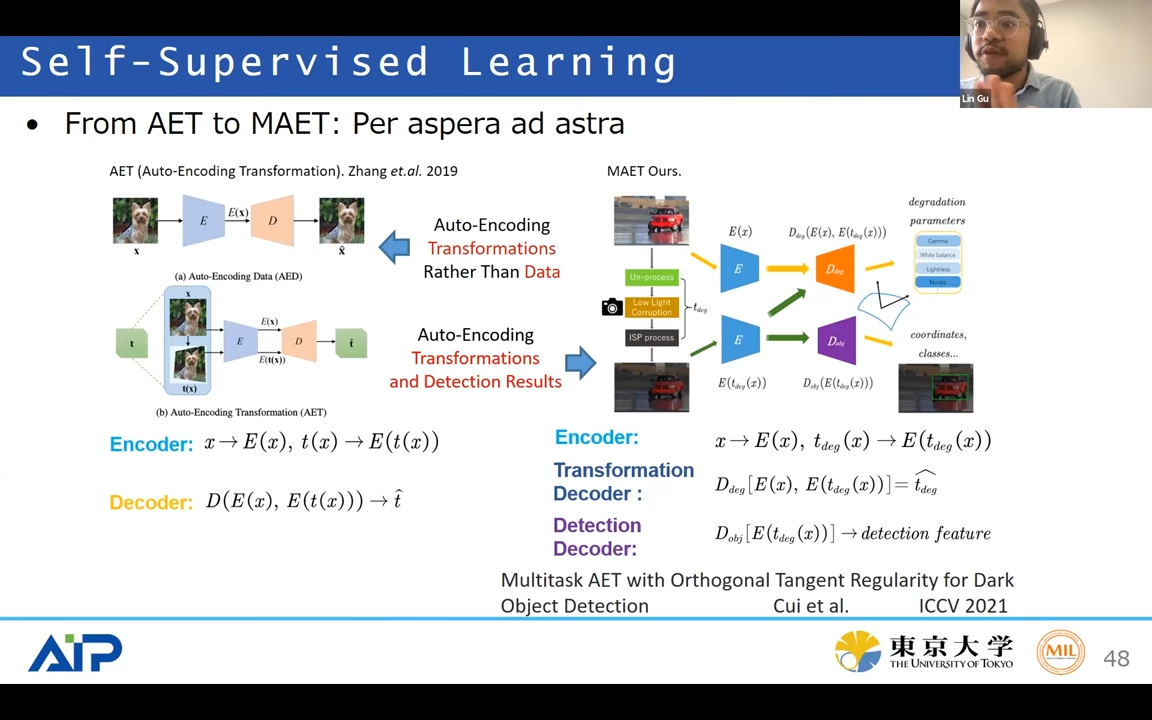 Self-Supervised Learning
Lin Gu
• From AET to MAET: Per aspera ad astra
AET (Auto-Encoding Transformation). Zhang et.al. 2019
E
E(x)
D
x
x̂
(a) Auto-Encoding Data (AED)
x
t
E(x)
E
D
t̂
E(t(x))
t(x)
(b) Auto-Encoding Transformation (AET)
Auto-Encoding
Transformations
Rather Than Data
Auto-Encoding
Transformations
and Detection Results
MAET Ours.
Un-process
Low Light
Corruption
ISP process
t_deg
E(x)
D_deg(E(x), E(t_deg(x)))
E
D_deg
E
D_obj
E(t_deg(x))
D_obj(E(t_deg(x)))
degradation
parameters
Gamma
White balance
Lightness
Noises
coordinates,
classes...
Encoder: x → E(x), t(x) → E(t(x))
Decoder: D(E(x), E(t(x))) → t̂
Encoder: x → E(x), t_deg(x) → E(t_deg(x))
Transformation
Decoder : D_deg[E(x), E(t_deg(x))] = t̂_deg
Detection
Decoder: D_obj[E(t_deg(x))] → detection feature
Multitask AET with Orthogonal Tangent Regularity for Dark
Object Detection Cui et al. ICCV 2021
AIP
東京大学
THE UNIVERSITY OF TOKYO
MIL
48